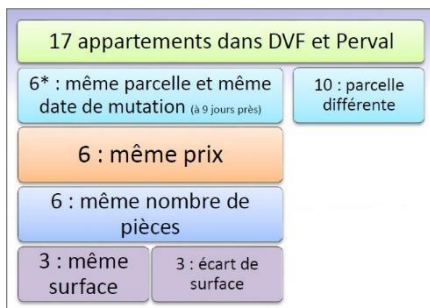 17 appartements dans DVF et Perval
6* : même parcelle et même
date de mutation (à 9 jours près)
10 : parcelle
différente
6 : même prix
6 : même nombre de
pièces
3 : même
surface
3 : écart de
surface